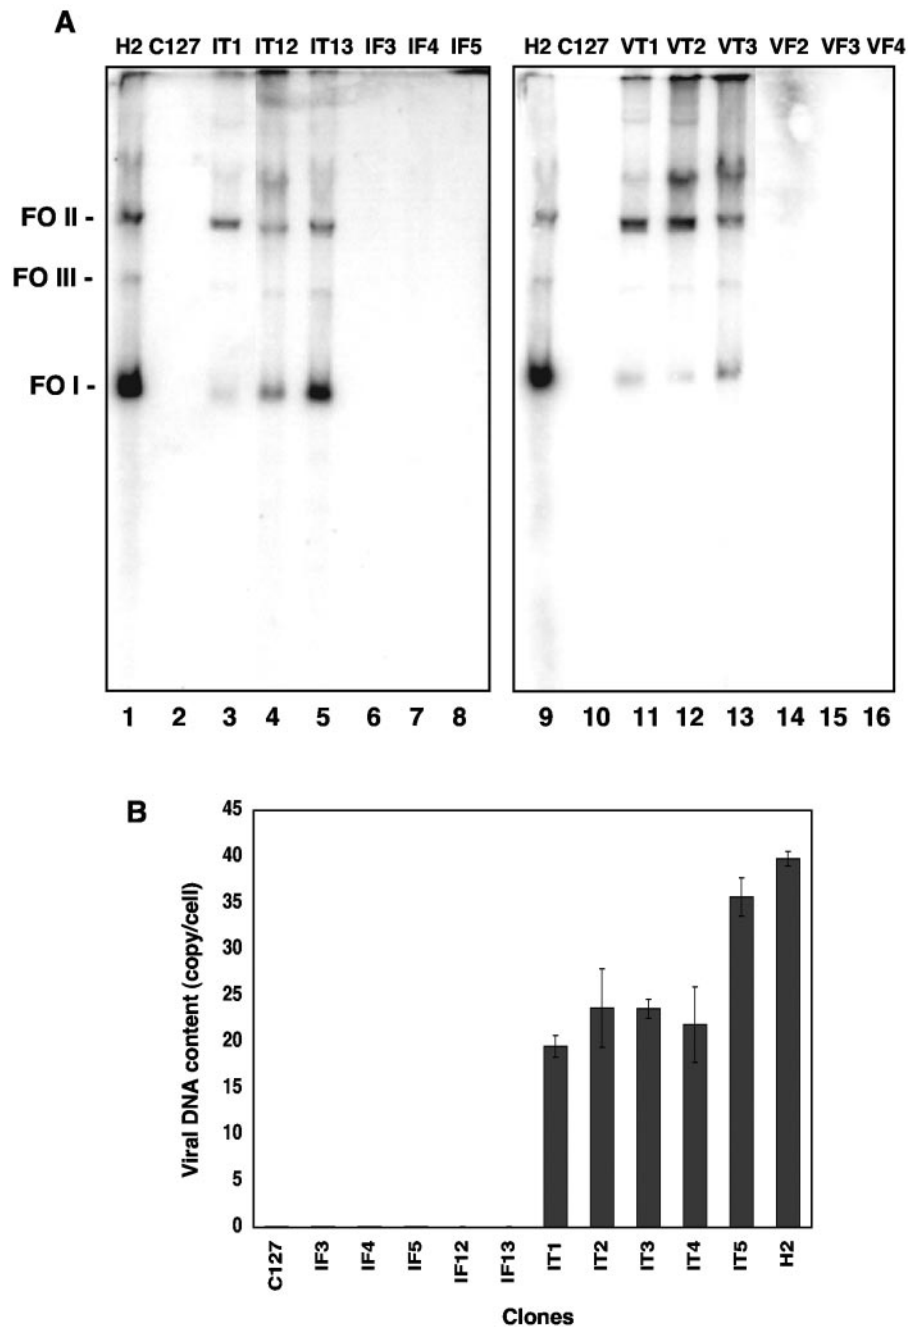 A
H2 C127 IT1 IT12 IT13 IF3 IF4 IF5
H2 C127 VT1 VT2 VT3 VF2 VF3 VF4
FO II -
FO III -
FO I -
1 2 3 4 5 6 7 8
9 10 11 12 13 14 15 16
B
Viral DNA content (copy/cell)
45
40
35
30
25
20
15
10
5
0
C127 IF3 IF4 IF5 IF12 IF13 IT1 IT2 IT3 IT4 IT5 H2
Clones